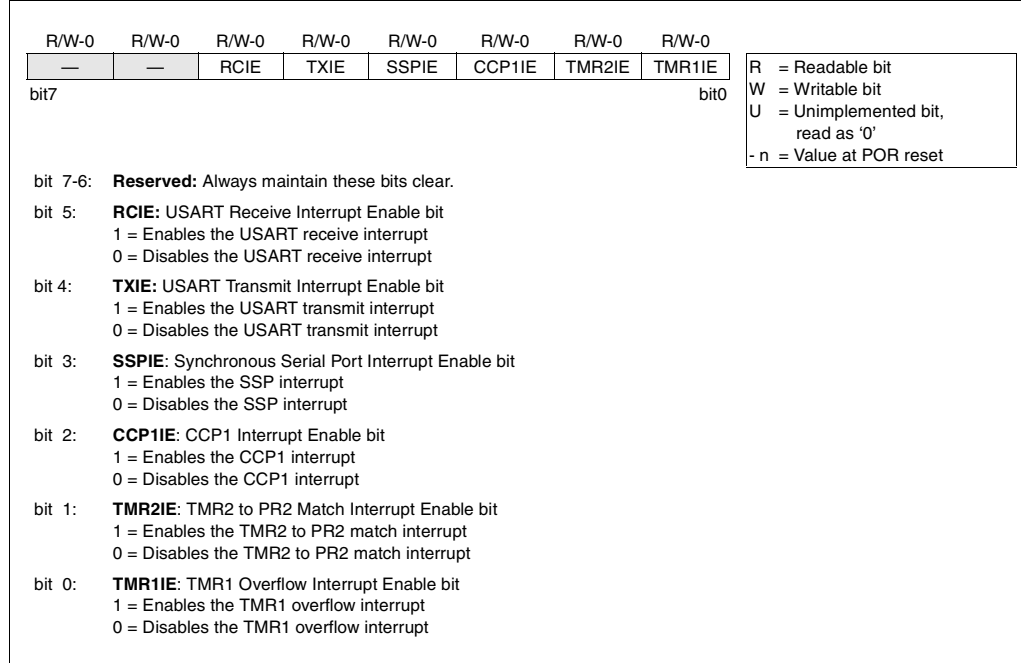 R/W-0 R/W-0 R/W-0 R/W-0 R/W-0 R/W-0 R/W-0 R/W-0
— — RCIE TXIE SSPIE CCP1IE TMR2IE TMR1IE
bit7 bit0
R = Readable bit
W = Writable bit
U = Unimplemented bit,
read as ‘0’
- n = Value at POR reset
bit 7-6: Reserved: Always maintain these bits clear.
bit 5: RCIE: USART Receive Interrupt Enable bit
1 = Enables the USART receive interrupt
0 = Disables the USART receive interrupt
bit 4: TXIE: USART Transmit Interrupt Enable bit
1 = Enables the USART transmit interrupt
0 = Disables the USART transmit interrupt
bit 3: SSPIE: Synchronous Serial Port Interrupt Enable bit
1 = Enables the SSP interrupt
0 = Disables the SSP interrupt
bit 2: CCP1IE: CCP1 Interrupt Enable bit
1 = Enables the CCP1 interrupt
0 = Disables the CCP1 interrupt
bit 1: TMR2IE: TMR2 to PR2 Match Interrupt Enable bit
1 = Enables the TMR2 to PR2 match interrupt
0 = Disables the TMR2 to PR2 match interrupt
bit 0: TMR1IE: TMR1 Overflow Interrupt Enable bit
1 = Enables the TMR1 overflow interrupt
0 = Disables the TMR1 overflow interrupt